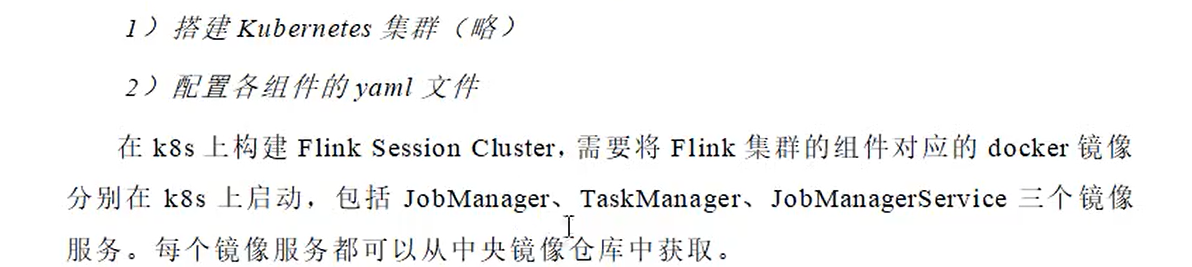 1）搭建 Kubernetes 集群（略）
2）配置各组件的 yaml 文件
在 k8s 上构建 Flink Session Cluster，需要将 Flink 集群的组件对应的 docker 镜像
分别在 k8s 上启动，包括 JobManager、TaskManager、JobManagerService 三个镜像
服务。每个镜像服务都可以从中央镜像仓库中获取。